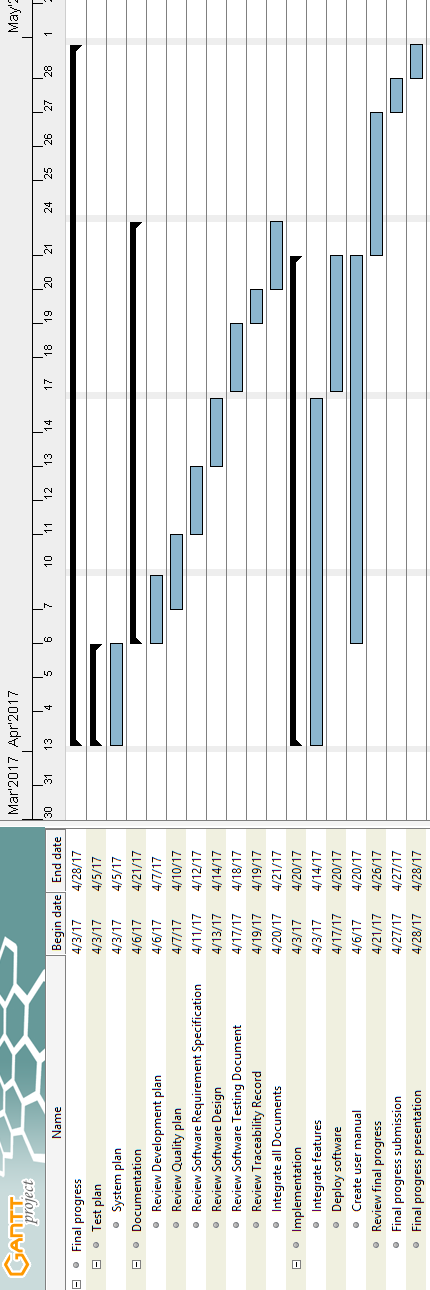 GANTT project
Mar'2017 Apr'2017
Name Begin date End date 30 31 13 4 5 6 7 10 11 12 13 14 17 18 19 20 21 24 25 26 27 28 1
Final progress 4/3/17 4/28/17
Test plan 4/3/17 4/5/17
System plan 4/3/17 4/5/17
Documentation 4/6/17 4/21/17
Review Development plan 4/6/17 4/7/17
Review Quality plan 4/7/17 4/10/17
Review Software Requirement Specification 4/11/17 4/12/17
Review Software Design 4/13/17 4/14/17
Review Software Testing Document 4/17/17 4/18/17
Review Traceability Record 4/19/17 4/19/17
Integrate all Documents 4/20/17 4/21/17
Implementation 4/3/17 4/20/17
Integrate features 4/3/17 4/14/17
Deploy software 4/17/17 4/20/17
Create user manual 4/6/17 4/20/17
Review final progress 4/21/17 4/26/17
Final progress submission 4/27/17 4/27/17
Final progress presentation 4/28/17 4/28/17